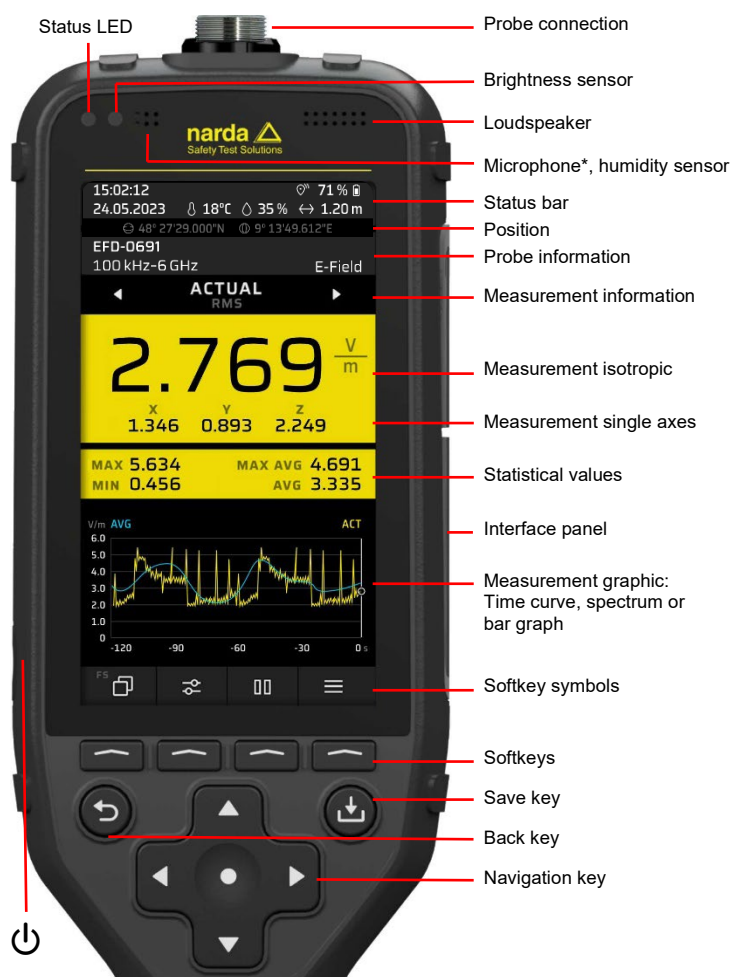 Status LED
Probe connection
Brightness sensor
Loudspeaker
narda
Safety Test Solutions
Microphone*, humidity sensor
15:02:12 71 %
24.05.2023 18°C 35 % ↔ 1.20 m
Status bar
48° 27'29.000"N 9° 13'49.612"E
Position
EFD-0691
100 kHz-6 GHz E-Field
Probe information
ACTUAL
RMS
Measurement information
2.769 V/m
Measurement isotropic
X Y Z
1.346 0.893 2.249
Measurement single axes
MAX 5.634 MAX AVG 4.691
MIN 0.456 AVG 3.335
Statistical values
Interface panel
V/m AVG ACT
6.0
5.0
4.0
3.0
2.0
1.0
0
-120 -90 -60 -30 0 s
Measurement graphic:
Time curve, spectrum or
bar graph
FS
Softkey symbols
Softkeys
Save key
Back key
Navigation key